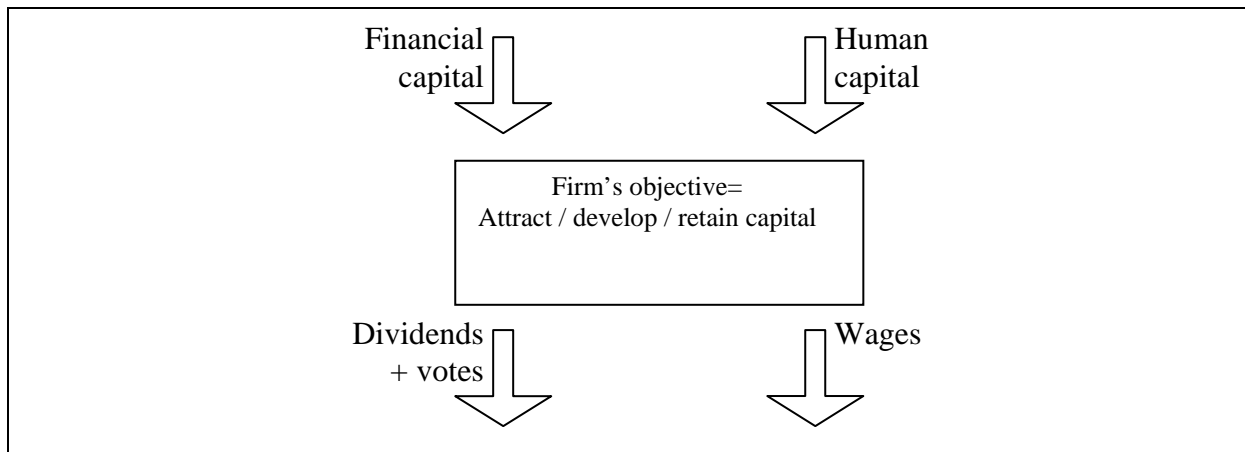 Financial
capital
Human
capital
Firm’s objective=
Attract / develop / retain capital
Dividends
+ votes
Wages